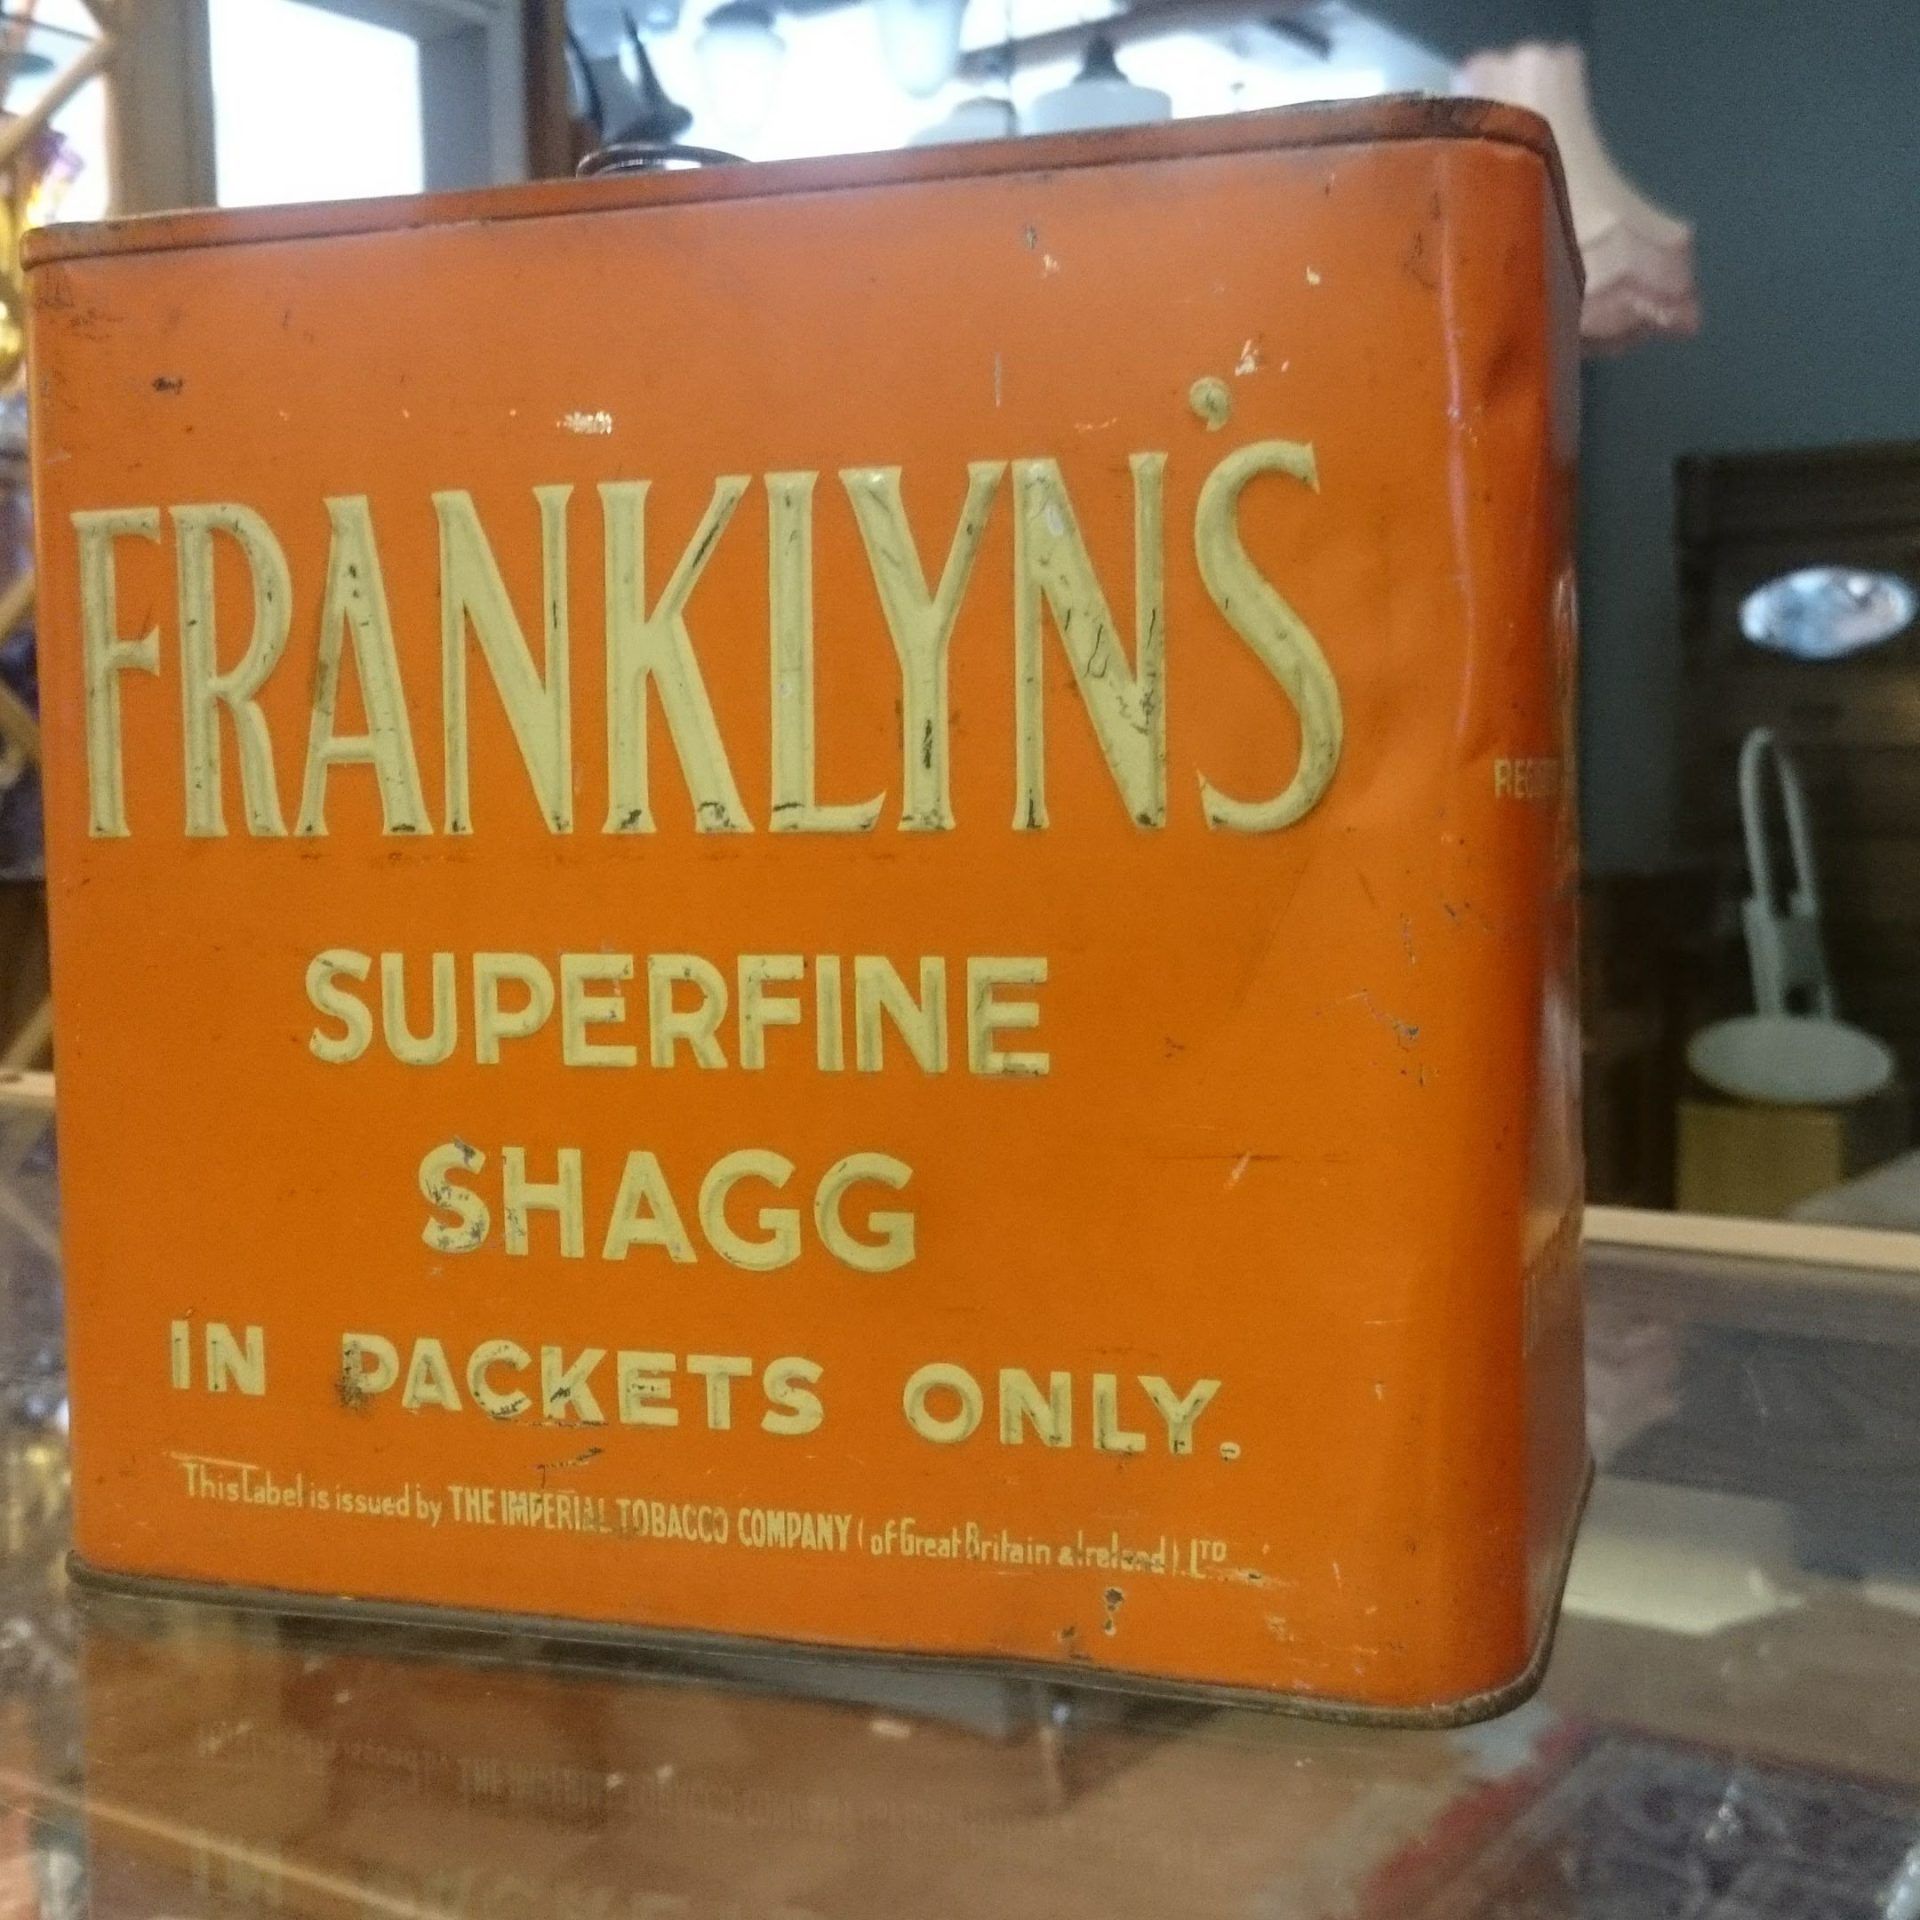 FRANKLYN'S
SUPERFINE
SHAGG
IN PACKETS ONLY.
This Label is issued by THE IMPERIAL TOBACCO COMPANY (of Great Britain & Ireland). LTD